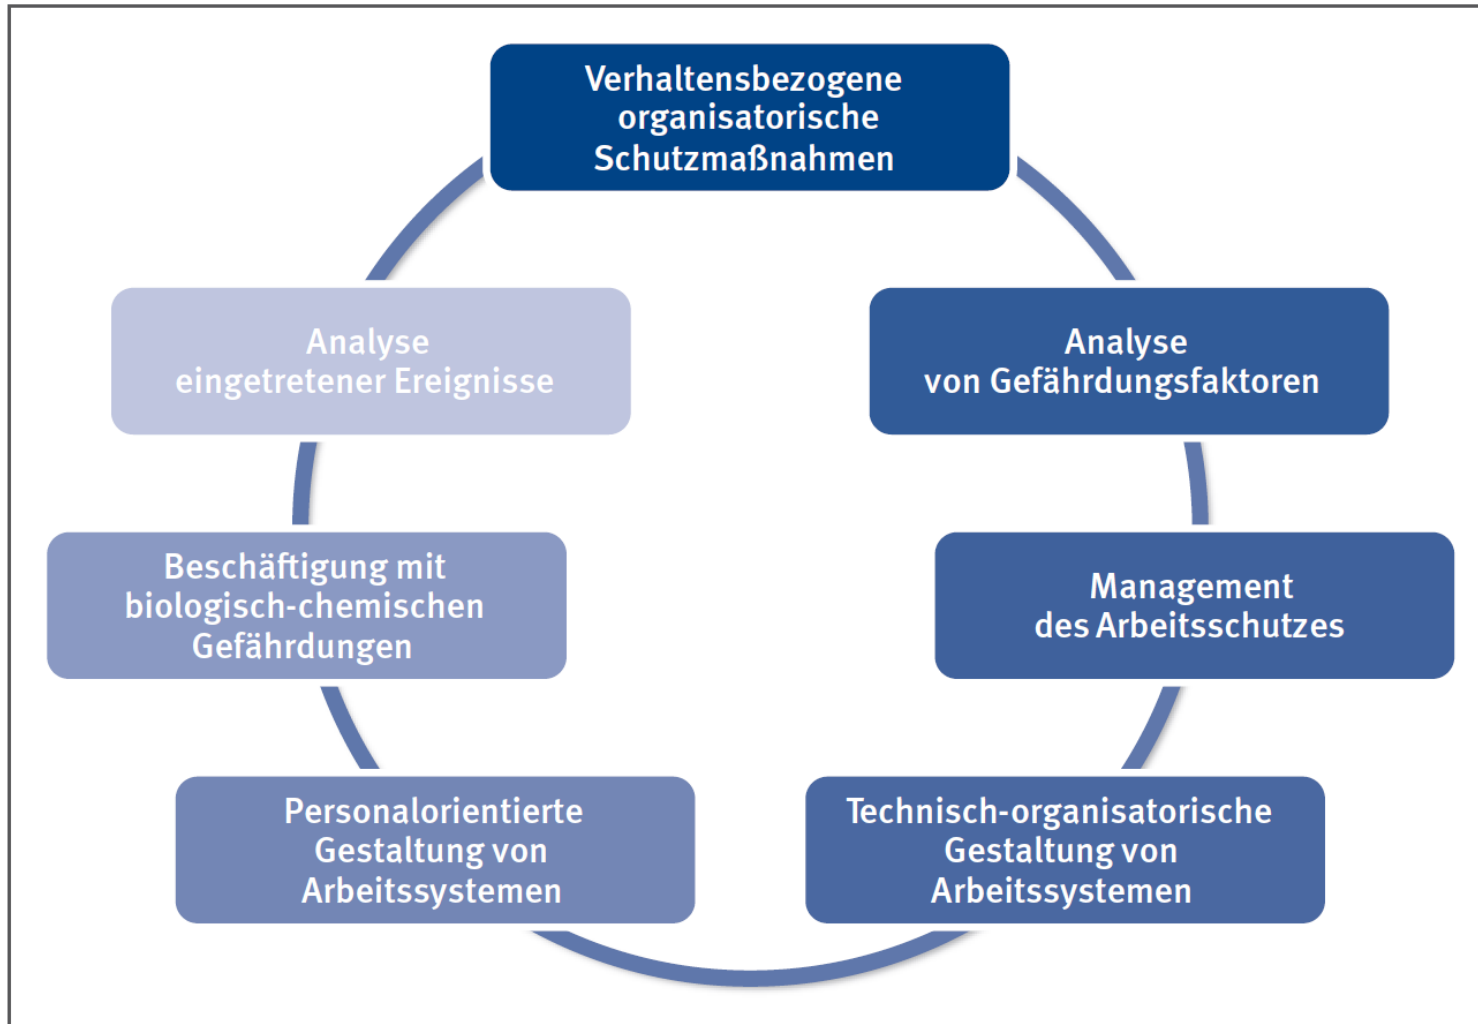 Verhaltensbezogene
organisatorische
Schutzmaßnahmen
Analyse
von Gefährdungsfaktoren
Management
des Arbeitsschutzes
Technisch-organisatorische
Gestaltung von
Arbeitssystemen
Personalorientierte
Gestaltung von
Arbeitssystemen
Beschäftigung mit
biologisch-chemischen
Gefährdungen
Analyse
eingetretener Ereignisse